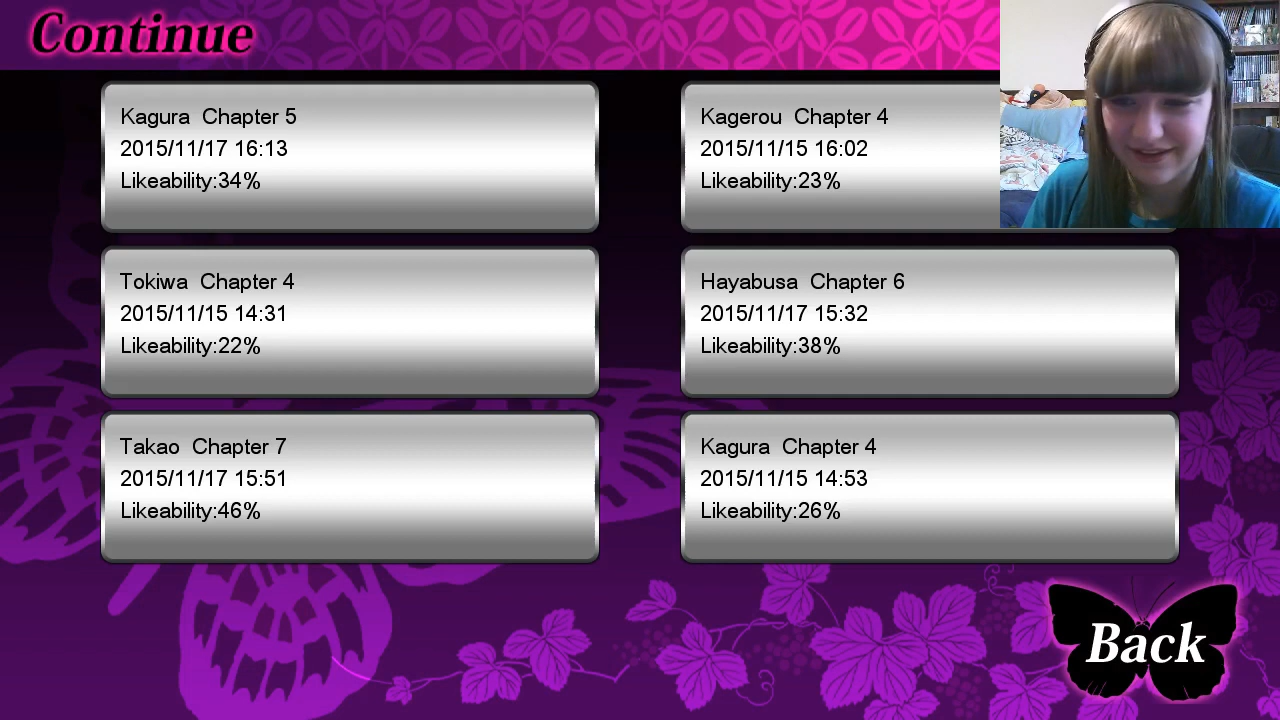 Continue
Kagura Chapter 5
2015/11/17 16:13
Likeability:34%
Kagerou Chapter 4
2015/11/15 16:02
Likeability:23%
Tokiwa Chapter 4
2015/11/15 14:31
Likeability:22%
Hayabusa Chapter 6
2015/11/17 15:32
Likeability:38%
Takao Chapter 7
2015/11/17 15:51
Likeability:46%
Kagura Chapter 4
2015/11/15 14:53
Likeability:26%
Back